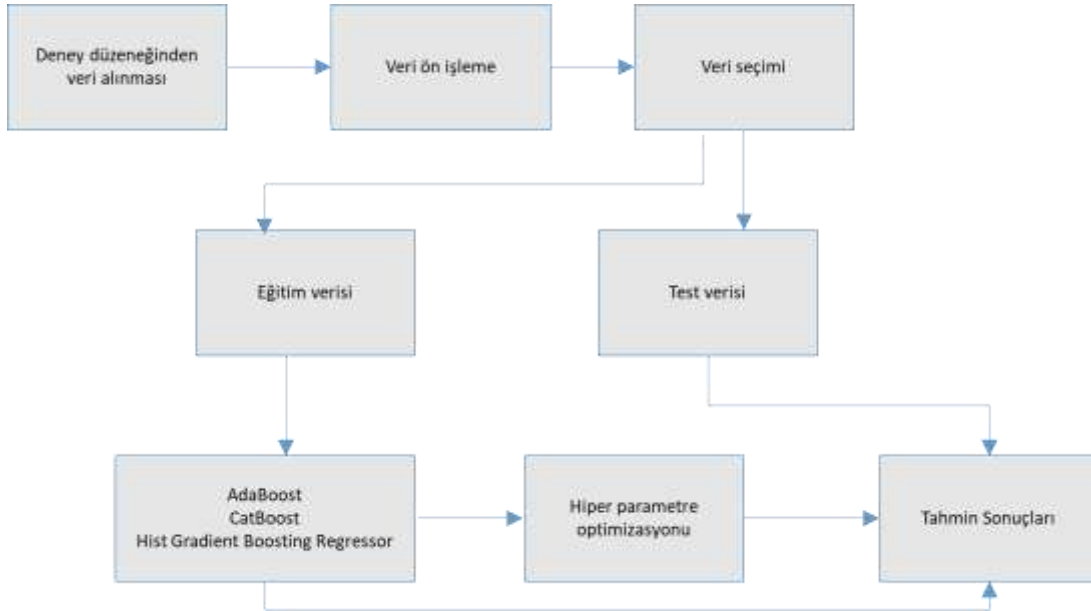 Deney düzeneğinden
veri alınması
Veri ön işleme
Veri seçimi
Eğitim verisi
Test verisi
AdaBoost
CatBoost
Hist Gradient Boosting Regressor
Hiper parametre
optimizasyonu
Tahmin Sonuçları